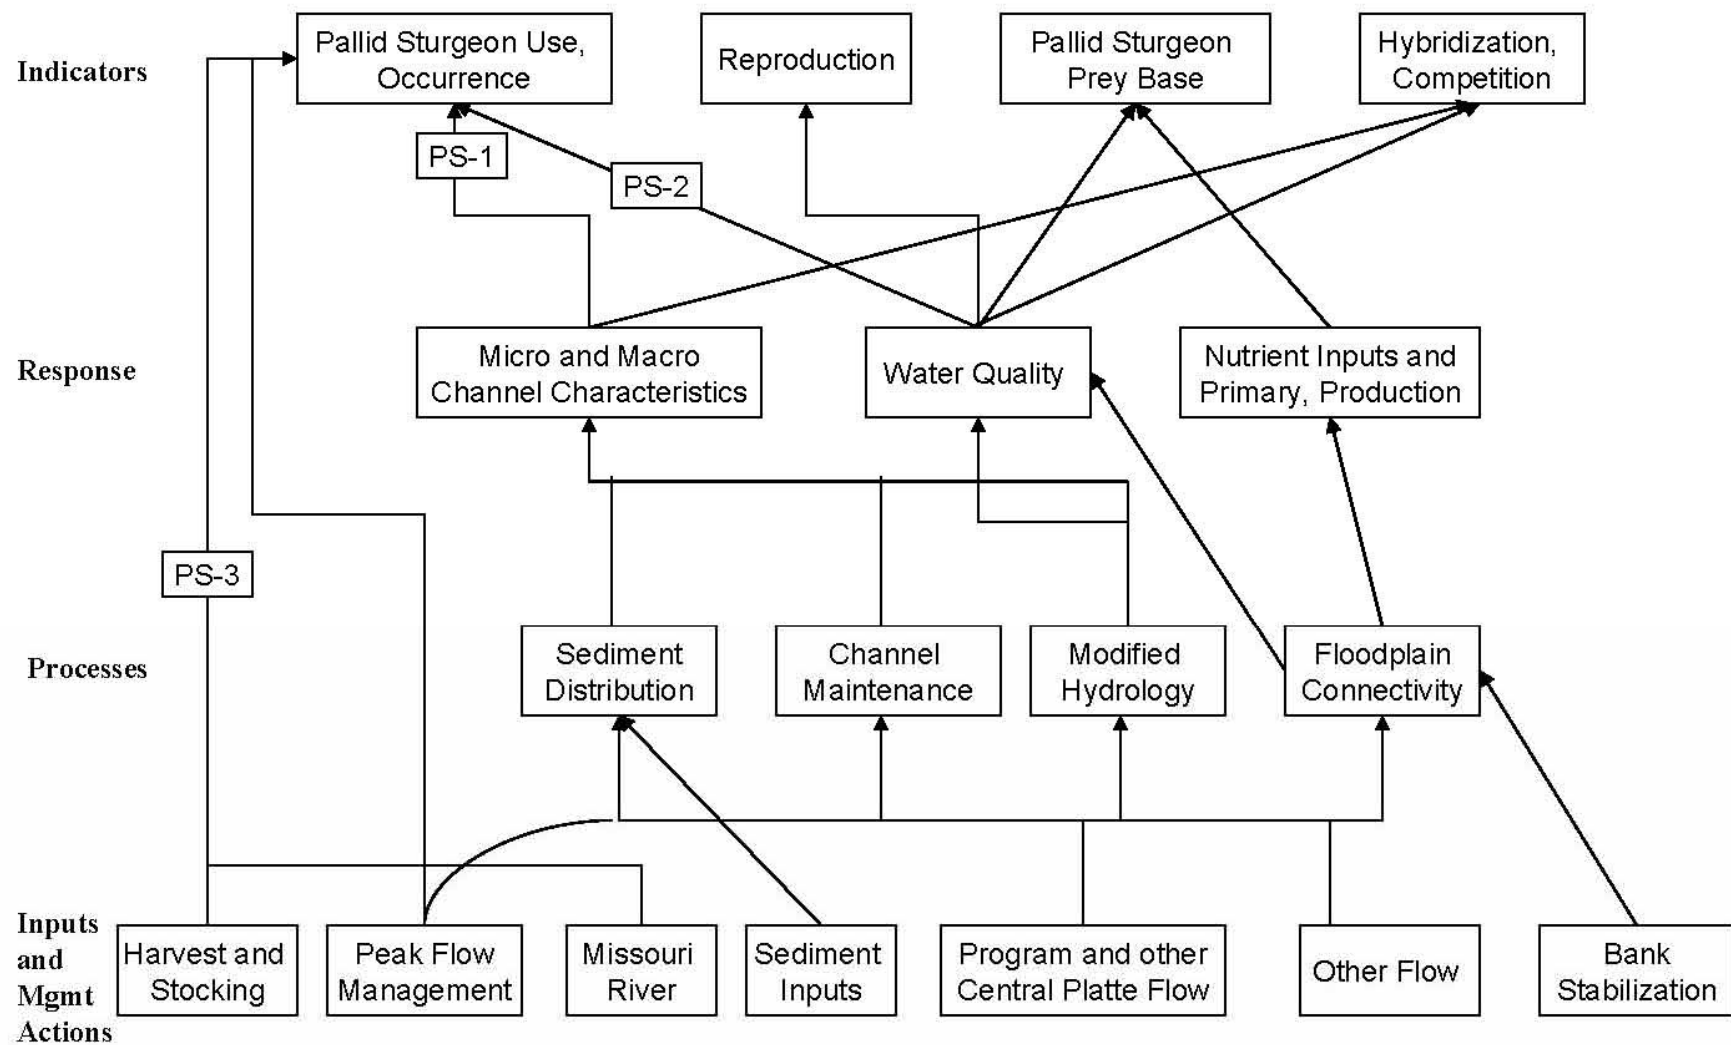 Indicators
Pallid Sturgeon Use,
Occurrence
Reproduction
Pallid Sturgeon
Prey Base
Hybridization,
Competition
PS-1
PS-2
Response
Micro and Macro
Channel Characteristics
Water Quality
Nutrient Inputs and
Primary, Production
PS-3
Processes
Sediment
Distribution
Channel
Maintenance
Modified
Hydrology
Floodplain
Connectivity
Inputs
and
Mgmt
Actions
Harvest and
Stocking
Peak Flow
Management
Missouri
River
Sediment
Inputs
Program and other
Central Platte Flow
Other Flow
Bank
Stabilization